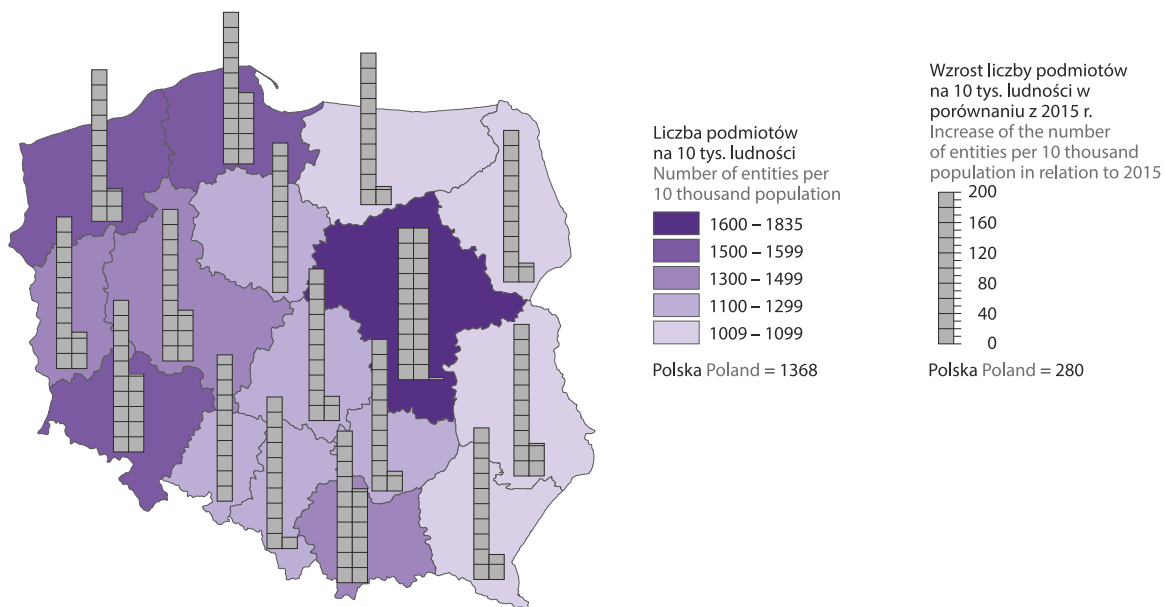 Liczba podmiotów
na 10 tys. ludności
Number of entities per
10 thousand population
1600 – 1835
1500 – 1599
1300 – 1499
1100 – 1299
1009 – 1099
Polska Poland = 1368
Wzrost liczby podmiotów
na 10 tys. ludności w
porównaniu z 2015 r.
Increase of the number
of entities per 10 thousand
population in relation to 2015
200
160
120
80
40
0
Polska Poland = 280